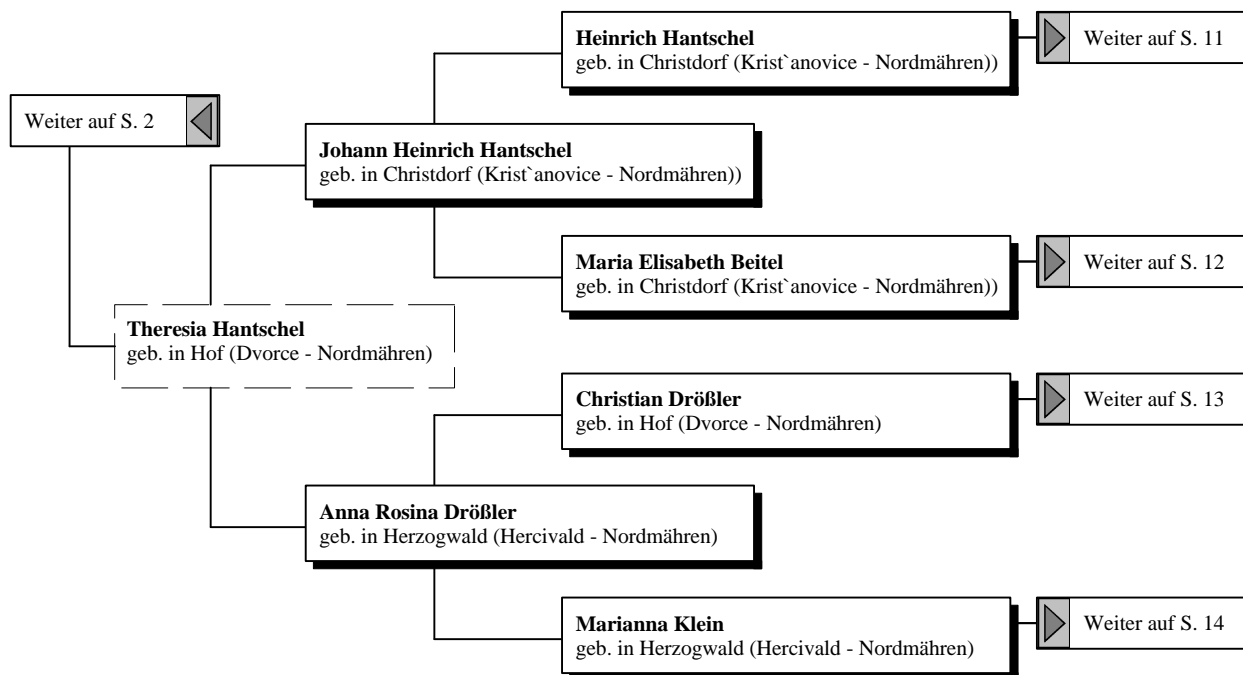 Heinrich Hantschel
geb. in Christdorf (Krist`anovice - Nordmähren))
Weiter auf S. 11
Weiter auf S. 2
Johann Heinrich Hantschel
geb. in Christdorf (Krist`anovice - Nordmähren))
Maria Elisabeth Beitel
geb. in Christdorf (Krist`anovice - Nordmähren))
Weiter auf S. 12
Theresia Hantschel
geb. in Hof (Dvorce - Nordmähren)
Christian Drößler
geb. in Hof (Dvorce - Nordmähren)
Weiter auf S. 13
Anna Rosina Drößler
geb. in Herzogwald (Hercivald - Nordmähren)
Marianna Klein
geb. in Herzogwald (Hercivald - Nordmähren)
Weiter auf S. 14